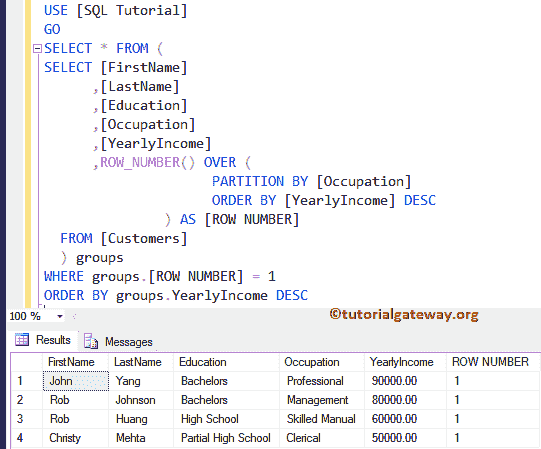 USE [SQL Tutorial]
GO
SELECT * FROM (
SELECT [FirstName]
,[LastName]
,[Education]
,[Occupation]
,[YearlyIncome]
,ROW_NUMBER() OVER (
PARTITION BY [Occupation]
ORDER BY [YearlyIncome] DESC
) AS [ROW NUMBER]
FROM [Customers]
) groups
WHERE groups.[ROW NUMBER] = 1
ORDER BY groups.YearlyIncome DESC
100 %
©tutorialgateway.org
Results Messages
FirstName LastName Education Occupation YearlyIncome ROW NUMBER
1 John Yang Bachelors Professional 90000.00 1
2 Rob Johnson Bachelors Management 80000.00 1
3 Rob Huang High School Skilled Manual 60000.00 1
4 Christy Mehta Partial High School Clerical 50000.00 1